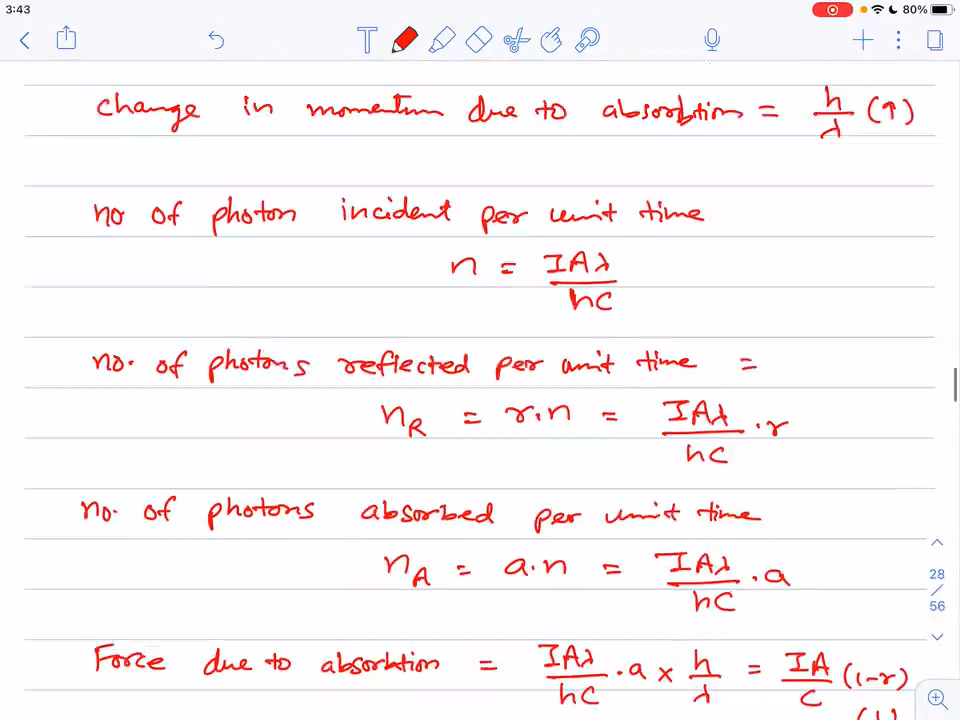 3:43
80%
T
change in momentum due to absorbtion = h/λ (↑)
no of photon incident per unit time
n = IAλ/hc
no. of photons reflected per unit time =
n_R = r.n = IAλ/hc . r
no. of photons absorbed per unit time
n_A = a.n = IAλ/hc . a
28
/
56
Force due to absorbtion = IAλ/hc . a × h/λ = IA/c (1-r)